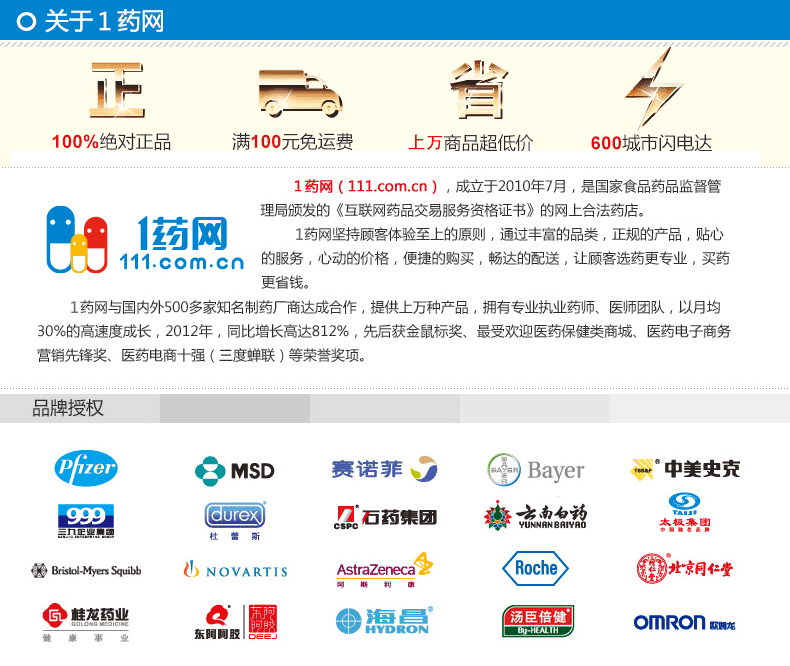 关于1药网
正
省
100%绝对正品
满100元免运费
上万商品超低价
600城市闪电达
1药网（111.com.cn），成立于2010年7月，是国家食品药品监督管
理局颁发的《互联网药品交易服务资格证书》的网上合法药店。
1药网坚持顾客体验至上的原则，通过丰富的品类，正规的产品，贴心
的服务，心动的价格，便捷的购买，畅达的配送，让顾客选药更专业，买药
更省钱。
1药网
111.com.cn
1药网与国内外500多家知名制药厂商达成合作，提供上万种产品，拥有专业执业药师、医师团队，以月均
30%的高速度成长，2012年，同比增长高达812%，先后获金鼠标奖、最受欢迎医药保健类商城、医药电子商务
营销先锋奖、医药电商十强（三度蝉联）等荣誉奖项。
品牌授权
Pfizer
MSD
赛诺菲
BAYER
Bayer
TSKF
中美史克
999
三九企业集团
durex
杜蕾斯
CSPC 石药集团
云南白药
YUNNAN BAIYAO
TAIJI
太极集团
Bristol-Myers Squibb
NOVARTIS
AstraZeneca
阿斯利康
Roche
北京同仁堂
桂龙药业
GOLONG MEDICINE
健康事业
东阿阿胶
DEEJ
海昌
HYDRON
汤臣倍健
By-HEALTH
OMRON 欧姆龙